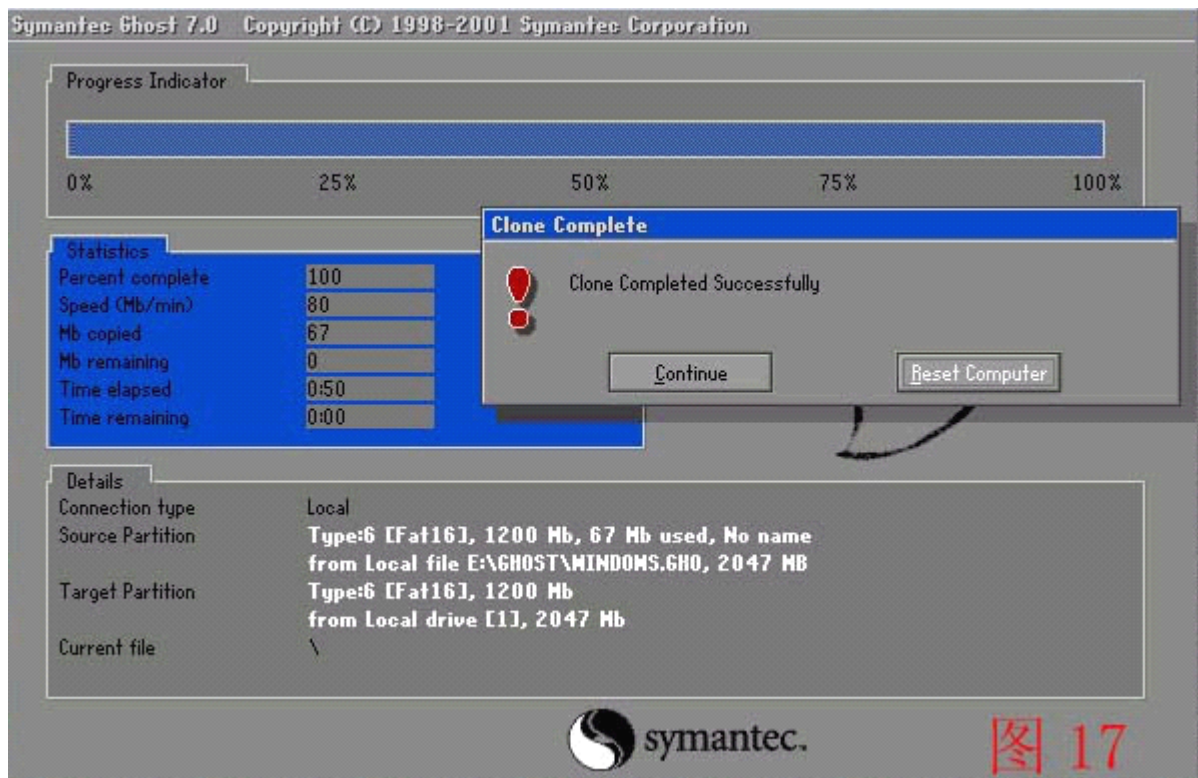 Symantec Ghost 7.0 Copyright (C) 1998-2001 Symantec Corporation
Progress Indicator
0% 25% 50% 75% 100%
Clone Complete
Clone Completed Successfully
Continue Reset Computer
Statistics
Percent complete 100
Speed (Mb/min) 80
Mb copied 67
Mb remaining 0
Time elapsed 0:50
Time remaining 0:00
Details
Connection type Local
Source Partition Type:6 [Fat16], 1200 Mb, 67 Mb used, No name
from Local file E:\GHOST\WINDOWS.GHO, 2047 MB
Target Partition Type:6 [Fat16], 1200 Mb
from Local drive [1], 2047 Mb
Current file \
symantec.
图 17